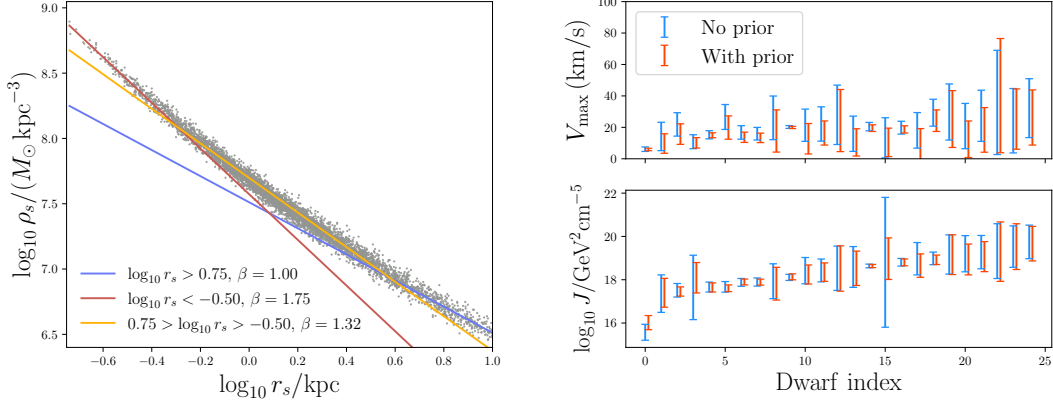 9.0
8.5
8.0
7.5
7.0
6.5
log₁₀ ρₛ/(M⊙kpc⁻³)
log₁₀ rₛ > 0.75, β = 1.00
log₁₀ rₛ < −0.50, β = 1.75
0.75 > log₁₀ rₛ > −0.50, β = 1.32
−0.6 −0.4 −0.2 0.0 0.2 0.4 0.6 0.8 1.0
log₁₀ rₛ/kpc
100
80
60
40
20
0
Vmax (km/s)
No prior
With prior
22
20
18
16
log₁₀ J/GeV²cm⁻⁵
0 5 10 15 20 25
Dwarf index